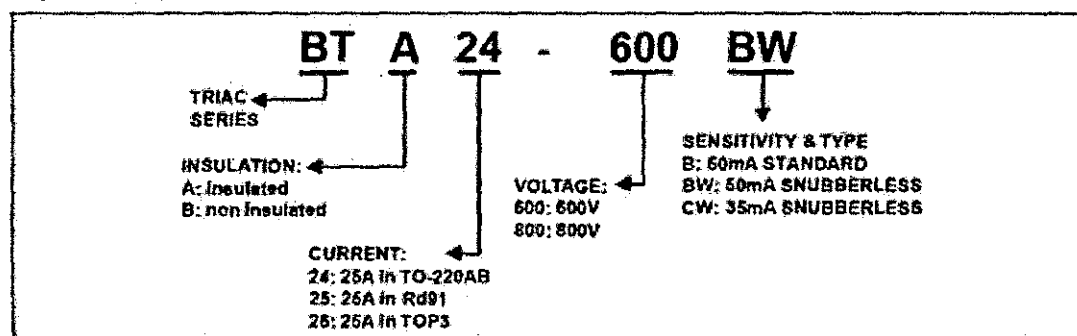 BT A 24 - 600 BW
TRIAC
SERIES
INSULATION:
A: Insulated
B: non Insulated
CURRENT:
24: 25A in TO-220AB
25: 25A in Rd91
26: 25A in TOP3
VOLTAGE:
600: 600V
800: 800V
SENSITIVITY & TYPE
B: 50mA STANDARD
BW: 50mA SNUBBERLESS
CW: 35mA SNUBBERLESS